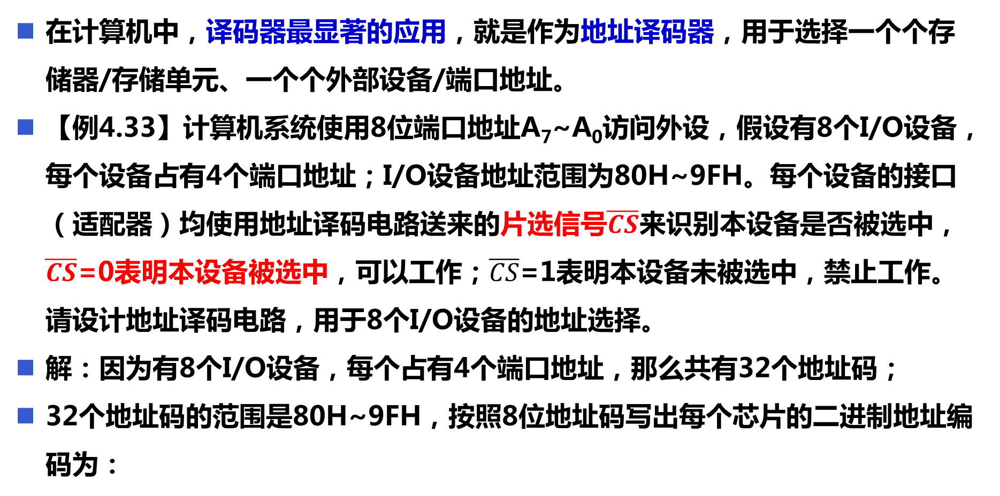 ■ 在计算机中，译码器最显著的应用，就是作为地址译码器，用于选择一个个存
储器/存储单元、一个个外部设备/端口地址。
■ 【例4.33】计算机系统使用8位端口地址A₇~A₀访问外设，假设有8个I/O设备，
每个设备占有4个端口地址；I/O设备地址范围为80H~9FH。每个设备的接口
（适配器）均使用地址译码电路送来的片选信号C̅S̅来识别本设备是否被选中，
C̅S̅=0表明本设备被选中，可以工作；C̅S̅=1表明本设备未被选中，禁止工作。
请设计地址译码电路，用于8个I/O设备的地址选择。
■ 解：因为有8个I/O设备，每个占有4个端口地址，那么共有32个地址码；
■ 32个地址码的范围是80H~9FH，按照8位地址码写出每个芯片的二进制地址编
码为：